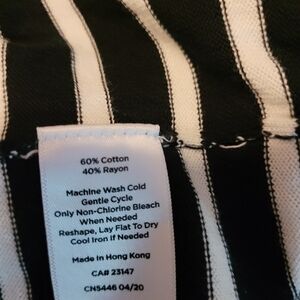 60% Cotton
40% Rayon
Machine Wash Cold
Gentle Cycle
Only Non-Chlorine Bleach
When Needed
Reshape, Lay Flat To Dry
Cool Iron if Needed
Made in Hong Kong
CA# 23147
CN5446 04/20